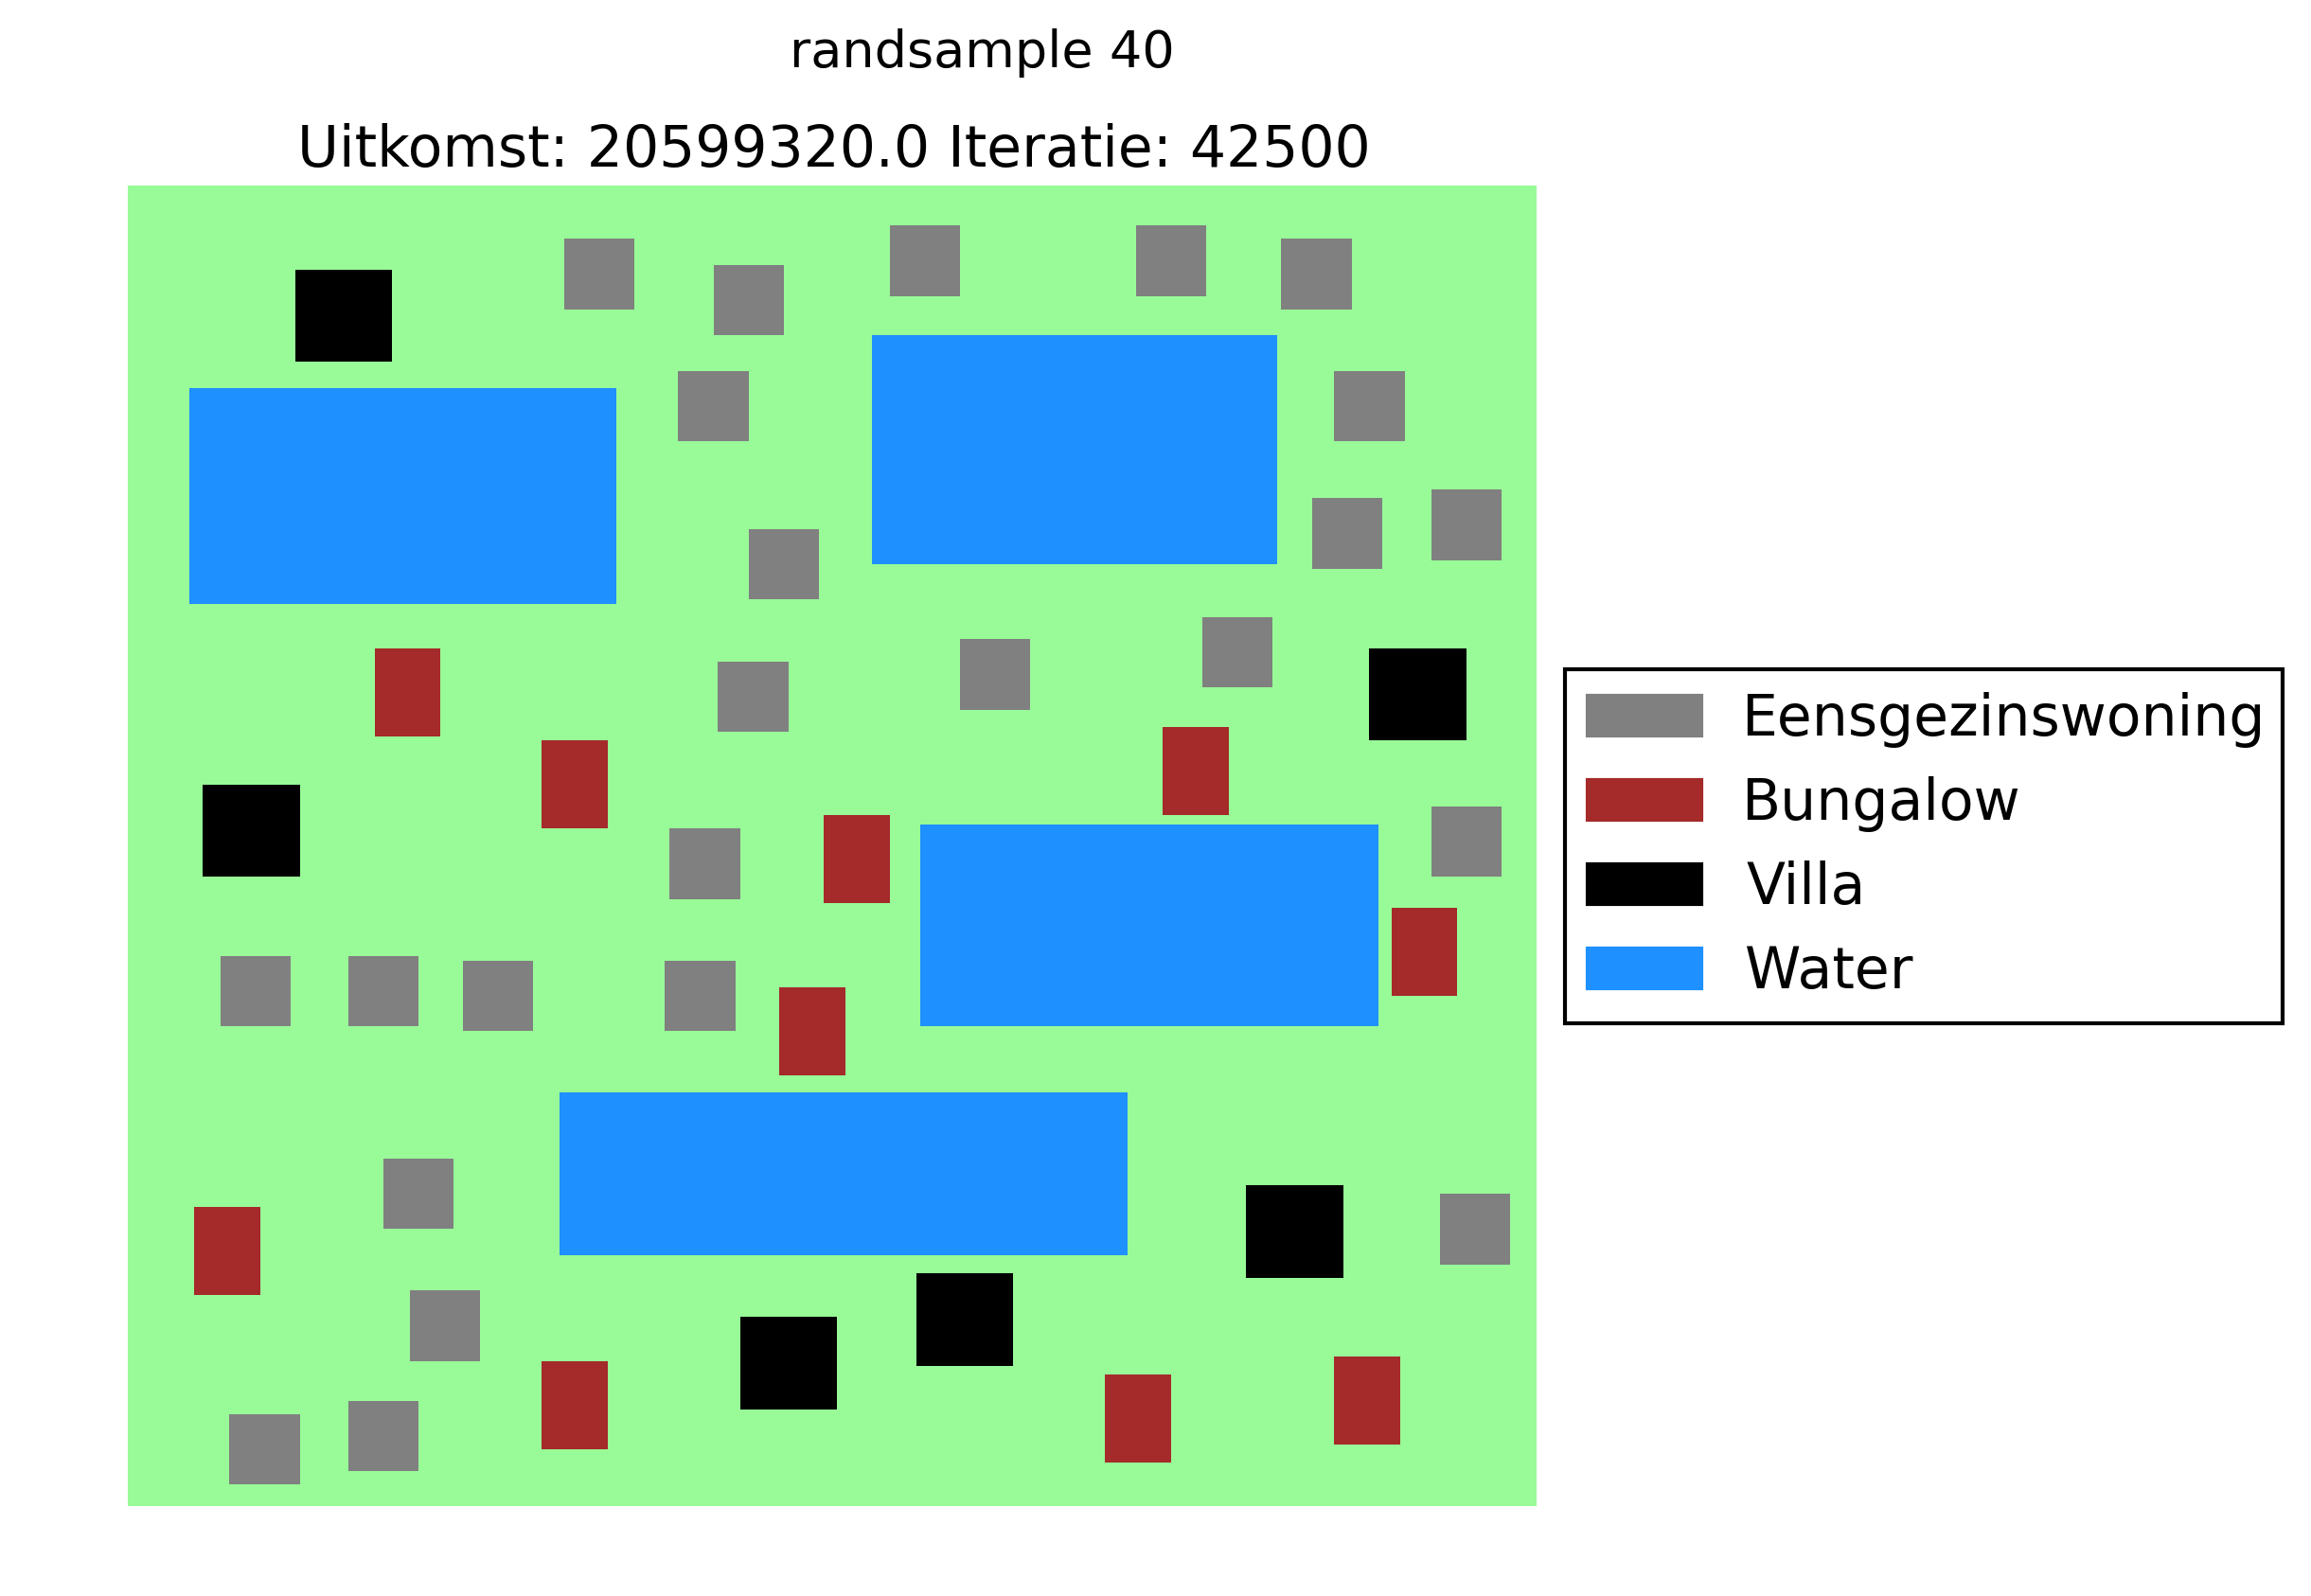 randsample 40
Uitkomst: 20599320.0 Iteratie: 42500
Eensgezinswoning
Bungalow
Villa
Water